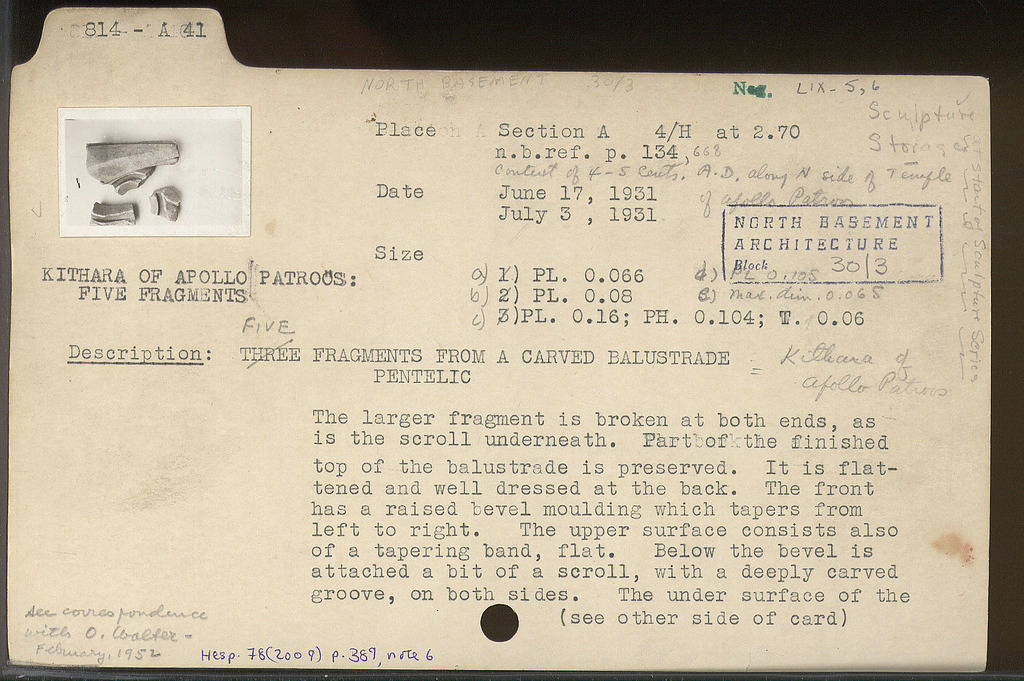 814 - A 41
NORTH BASEMENT 30/3
Neg. LIX - 5, 6
Sculpture
Storage
Place Section A 4/H at 2.70
n.b.ref. p. 134, 668
Context of 4-5 cents. A.D. along N side of Temple
of Apollo Patroos
Date June 17, 1931
July 3 , 1931
NORTH BASEMENT
ARCHITECTURE
Block 30/3
Size
a) 1) PL. 0.066 d) PL 0.105
b) 2) PL. 0.08 e) max. dim. 0.065
c) 3)PL. 0.16; PH. 0.104; T. 0.06
KITHARA OF APOLLO PATROOS:
FIVE FRAGMENTS
FIVE
Description: THREE FRAGMENTS FROM A CARVED BALUSTRADE = Kithara of
PENTELIC Apollo Patroos
The larger fragment is broken at both ends, as
is the scroll underneath. Part of the finished
top of the balustrade is preserved. It is flat-
tened and well dressed at the back. The front
has a raised bevel moulding which tapers from
left to right. The upper surface consists also
of a tapering band, flat. Below the bevel is
attached a bit of a scroll, with a deeply carved
groove, on both sides. The under surface of the
(see other side of card)
see correspondence
with O. Walter -
February, 1952
Hesp. 78(2009) p. 387, note 6